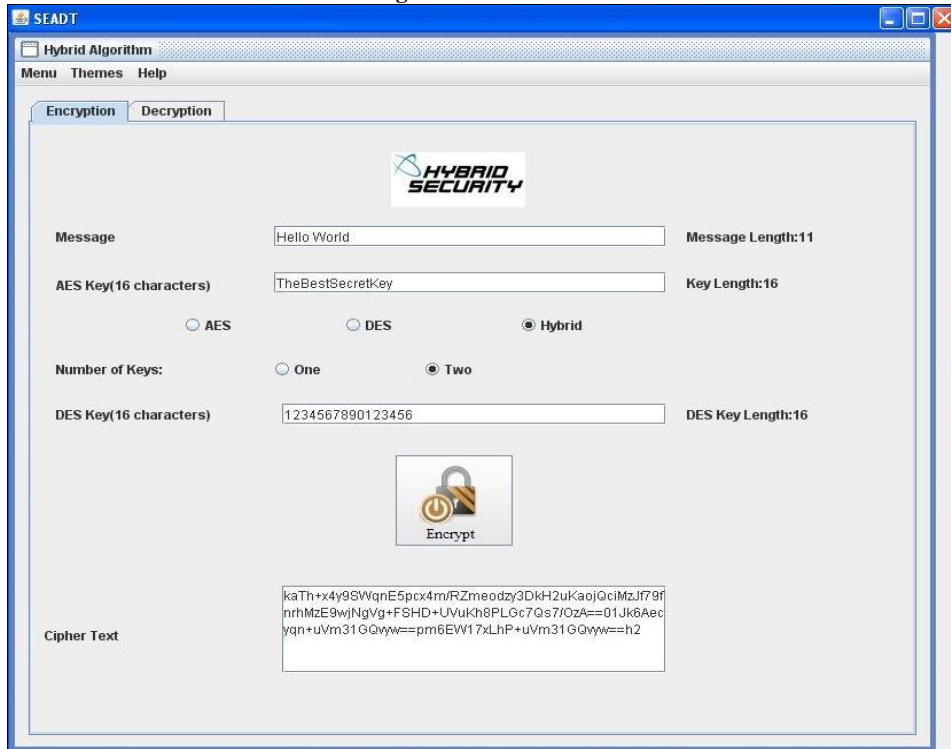 SEADT
Hybrid Algorithm
Menu Themes Help
Encryption Decryption
HYBRID
SECURITY
Message Hello World Message Length:11
AES Key(16 characters) TheBestSecretKey Key Length:16
AES DES Hybrid
Number of Keys: One Two
DES Key(16 characters) 1234567890123456 DES Key Length:16
Encrypt
kaTh+x4y9SWqnE5pcx4m/RZmeodzy3DkH2uKaojQciMzJf79f
nrhMzE9wjNgVg+FSHD+UVuKh8PLGc7Qs7/OzA==01Jk6Aec
Cipher Text yqn+uVm31GQwyw==pm6EW17xLhP+uVm31GQwyw==h2